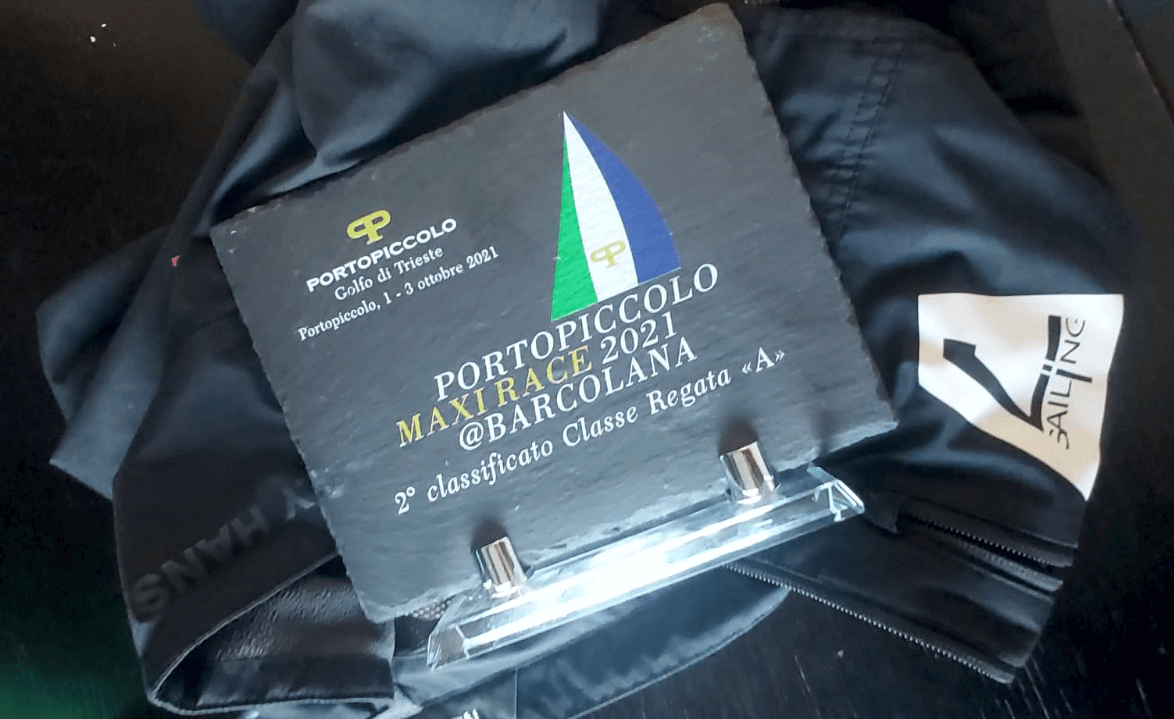 PORTOPICCOLO
Golfo di Trieste
Portopiccolo, 1 - 3 ottobre 2021
PORTOPICCOLO
MAXI RACE 2021
@BARCOLANA
2° classificato Classe Regata «A»
SAILING
HANS